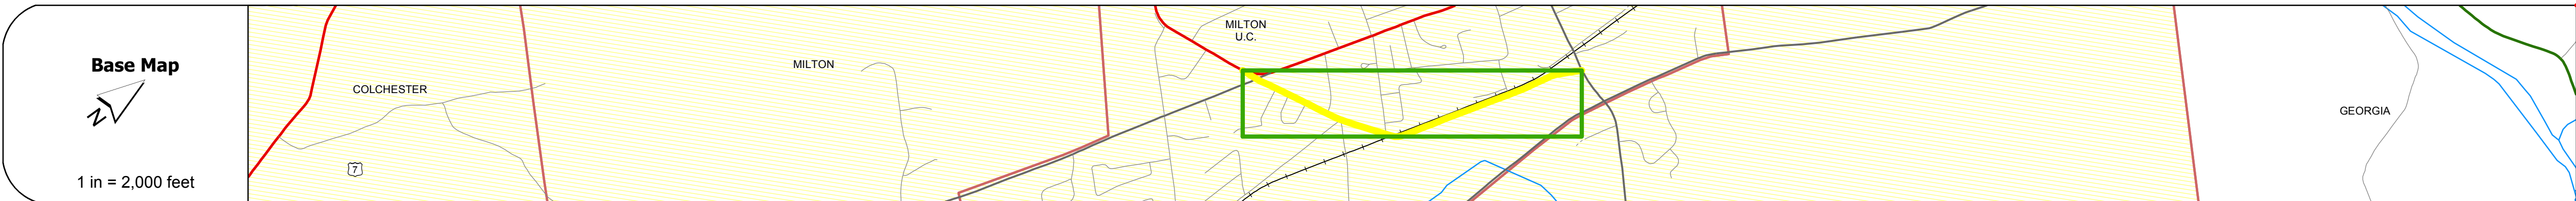 Base Map
N
1 in = 2,000 feet
COLCHESTER
7
MILTON
MILTON
U.C.
GEORGIA